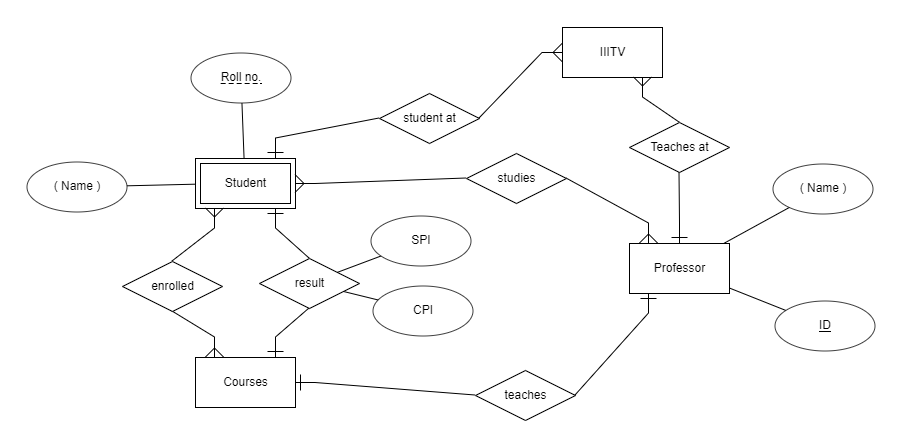 IIITV
Roll no.
student at
Teaches at
Student
studies
( Name )
( Name )
SPI
Professor
enrolled
result
CPI
ID
Courses
teaches